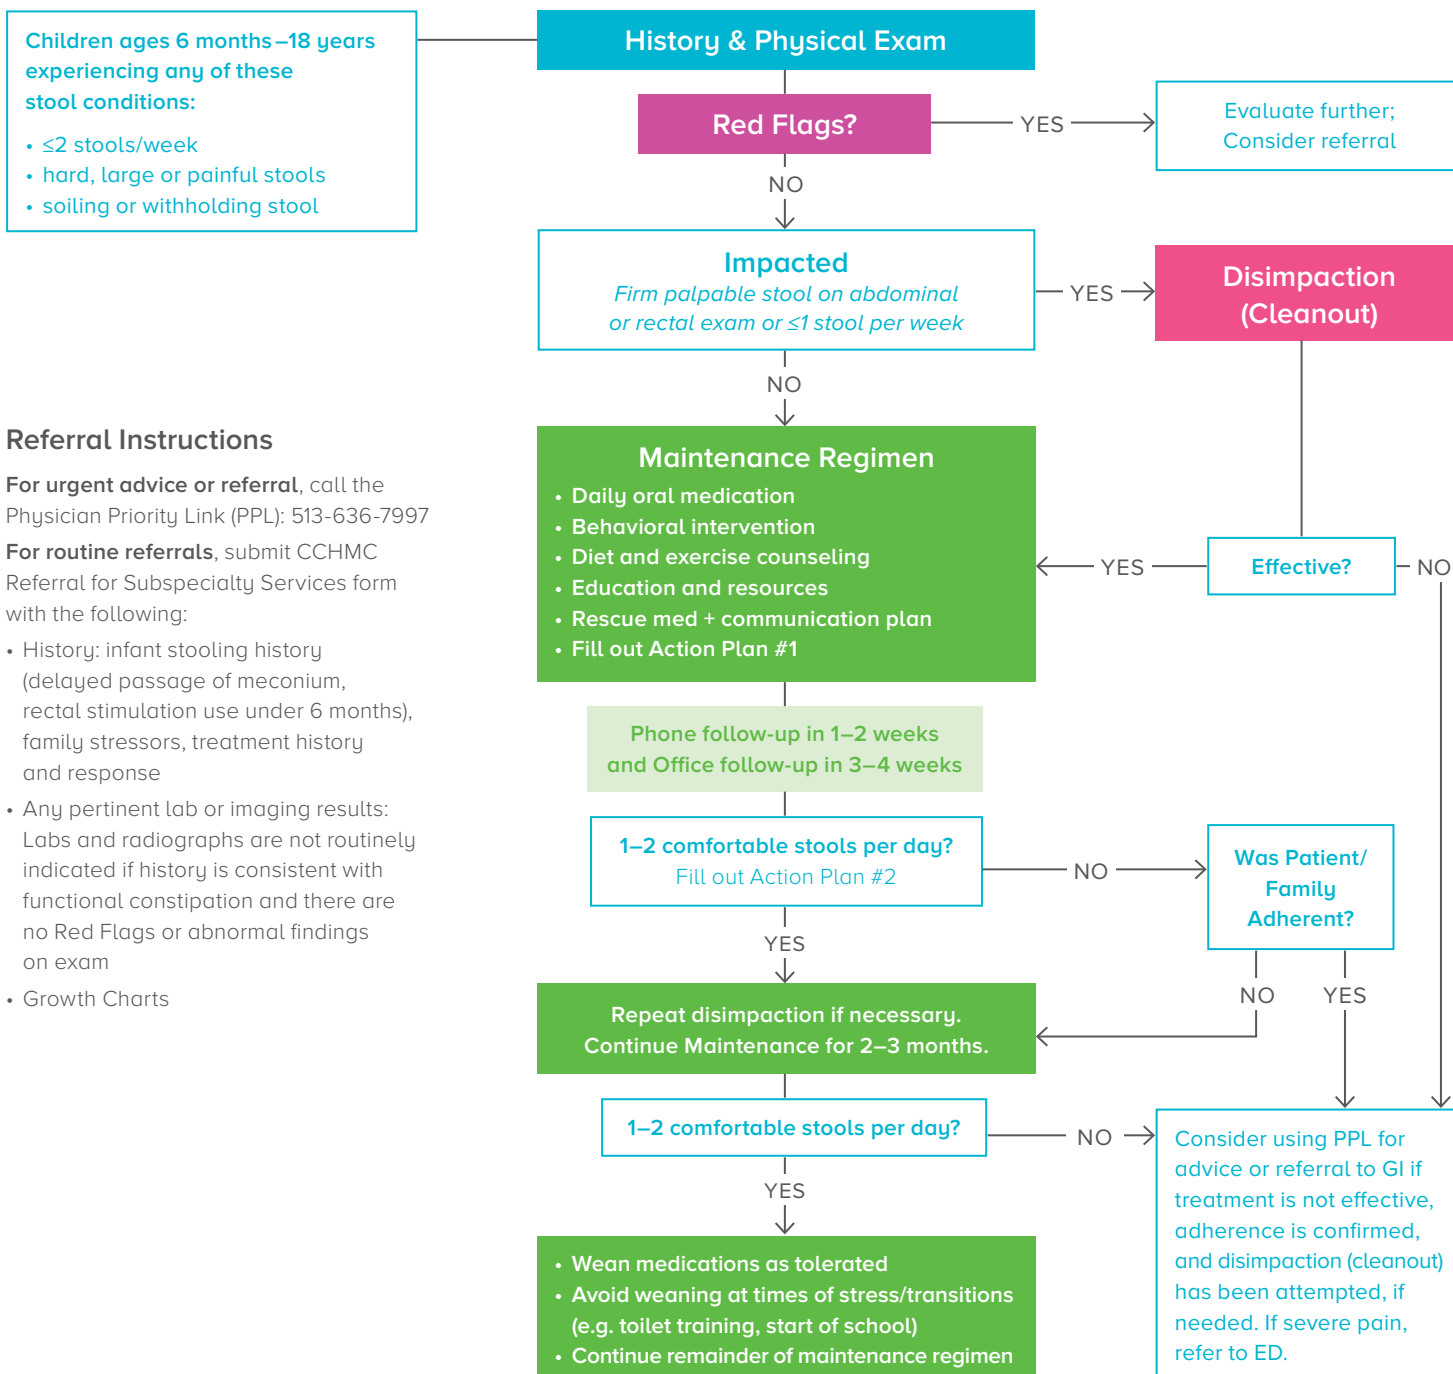 Children ages 6 months–18 years
experiencing any of these
stool conditions:
• ≤2 stools/week
• hard, large or painful stools
• soiling or withholding stool
History & Physical Exam
Red Flags?
YES
Evaluate further;
Consider referral
NO
Impacted
Firm palpable stool on abdominal
or rectal exam or ≤1 stool per week
YES
Disimpaction
(Cleanout)
NO
Referral Instructions
For urgent advice or referral, call the
Physician Priority Link (PPL): 513-636-7997
For routine referrals, submit CCHMC
Referral for Subspecialty Services form
with the following:
• History: infant stooling history
(delayed passage of meconium,
rectal stimulation use under 6 months),
family stressors, treatment history
and response
• Any pertinent lab or imaging results:
Labs and radiographs are not routinely
indicated if history is consistent with
functional constipation and there are
no Red Flags or abnormal findings
on exam
• Growth Charts
Maintenance Regimen
• Daily oral medication
• Behavioral intervention
• Diet and exercise counseling
• Education and resources
• Rescue med + communication plan
• Fill out Action Plan #1
YES
Effective?
NO
Phone follow-up in 1–2 weeks
and Office follow-up in 3–4 weeks
1–2 comfortable stools per day?
Fill out Action Plan #2
NO
Was Patient/
Family
Adherent?
YES
NO
YES
Repeat disimpaction if necessary.
Continue Maintenance for 2–3 months.
1–2 comfortable stools per day?
NO
YES
Consider using PPL for
advice or referral to GI if
treatment is not effective,
adherence is confirmed,
and disimpaction (cleanout)
has been attempted, if
needed. If severe pain,
refer to ED.
• Wean medications as tolerated
• Avoid weaning at times of stress/transitions
(e.g. toilet training, start of school)
• Continue remainder of maintenance regimen